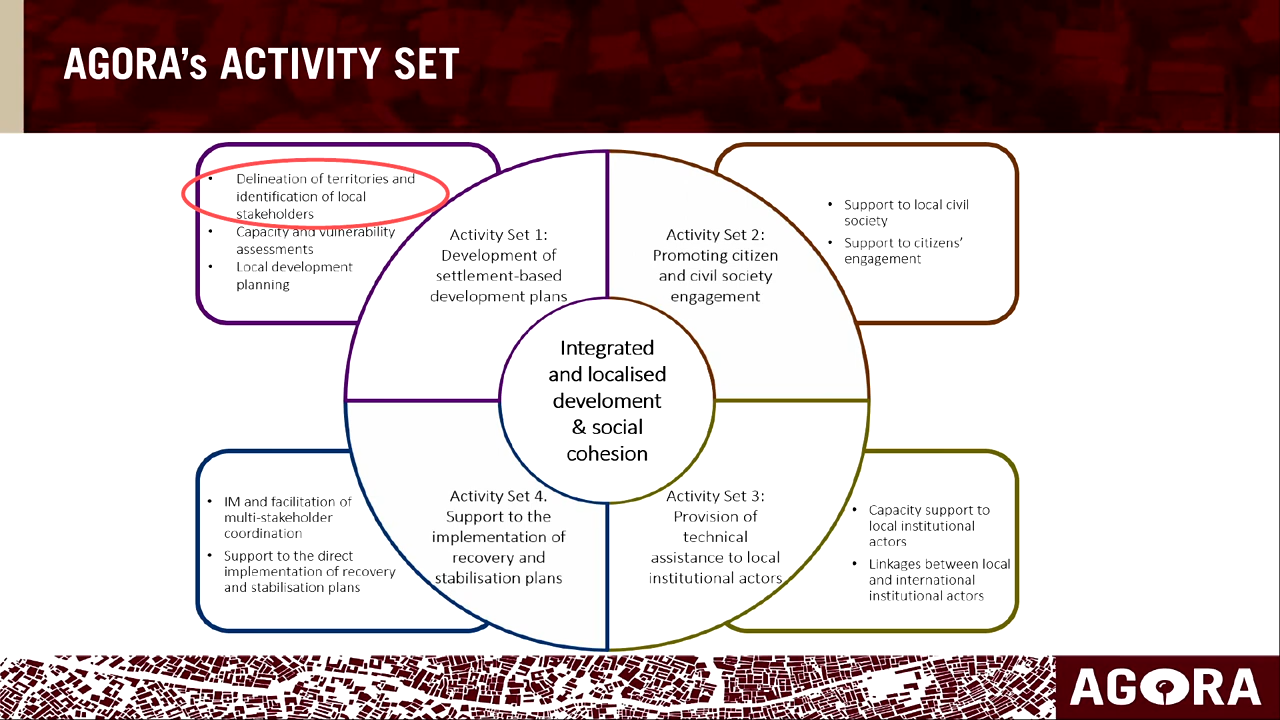 AGORA's ACTIVITY SET
• Delineation of territories and
identification of local
stakeholders
• Capacity and vulnerability
assessments
• Local development
planning
Activity Set 1:
Development of
settlement-based
development plans
Activity Set 2:
Promoting citizen
and civil society
engagement
• Support to local civil
society
• Support to citizens'
engagement
Integrated
and localised
develoment
& social
cohesion
• IM and facilitation of
multi-stakeholder
coordination
• Support to the direct
implementation of recovery
and stabilisation plans
Activity Set 4.
Support to the
implementation of
recovery and
stabilisation plans
Activity Set 3:
Provision of
technical
assistance to local
institutional actors
• Capacity support to
local institutional
actors
• Linkages between local
and international
institutional actors
AGORA